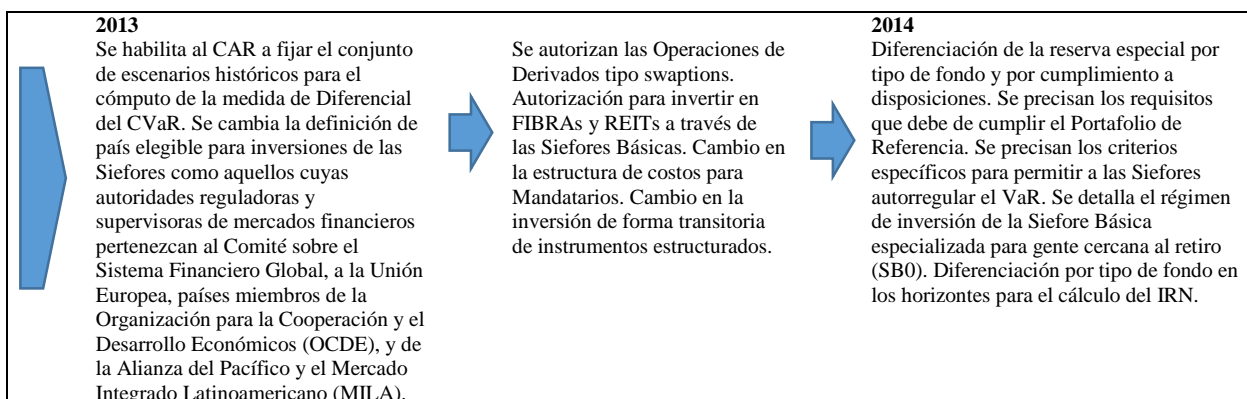 2013
Se habilita al CAR a fijar el conjunto
de escenarios históricos para el
cómputo de la medida de Diferencial
del CVaR. Se cambia la definición de
país elegible para inversiones de las
Siefores como aquellos cuyas
autoridades reguladoras y
supervisoras de mercados financieros
pertenezcan al Comité sobre el
Sistema Financiero Global, a la Unión
Europea, países miembros de la
Organización para la Cooperación y el
Desarrollo Económicos (OCDE), y de
la Alianza del Pacífico y el Mercado
Integrado Latinoamericano (MILA).
Se autorizan las Operaciones de
Derivados tipo swaptions.
Autorización para invertir en
FIBRAs y REITs a través de
las Siefores Básicas. Cambio en
la estructura de costos para
Mandatarios. Cambio en la
inversión de forma transitoria
de instrumentos estructurados.
2014
Diferenciación de la reserva especial por
tipo de fondo y por cumplimiento a
disposiciones. Se precisan los requisitos
que debe de cumplir el Portafolio de
Referencia. Se precisan los criterios
específicos para permitir a las Siefores
autorregular el VaR. Se detalla el régimen
de inversión de la Siefore Básica
especializada para gente cercana al retiro
(SB0). Diferenciación por tipo de fondo en
los horizontes para el cálculo del IRN.